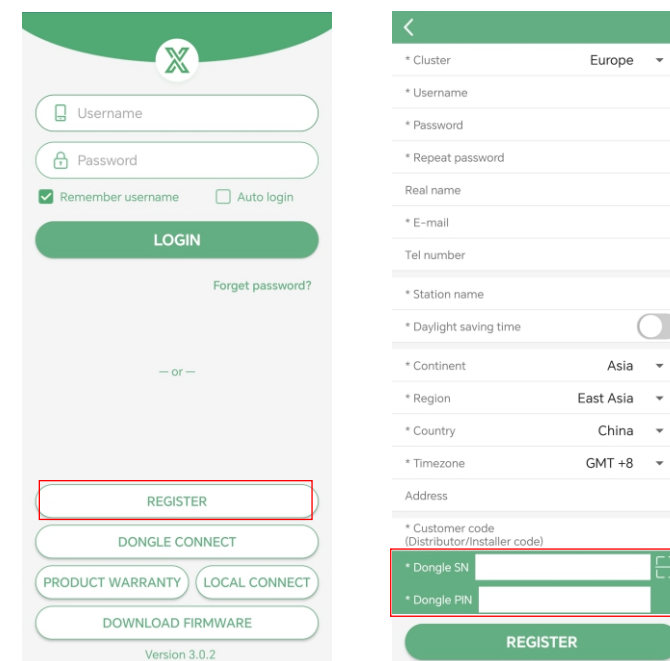 Username
Password
Remember username
Auto login
LOGIN
Forget password?
— or —
REGISTER
DONGLE CONNECT
PRODUCT WARRANTY
LOCAL CONNECT
DOWNLOAD FIRMWARE
Version 3.0.2
* Cluster Europe
* Username
* Password
* Repeat password
Real name
* E-mail
Tel number
* Station name
* Daylight saving time
* Continent Asia
* Region East Asia
* Country China
* Timezone GMT +8
Address
* Customer code
(Distributor/Installer code)
* Dongle SN
* Dongle PIN
REGISTER